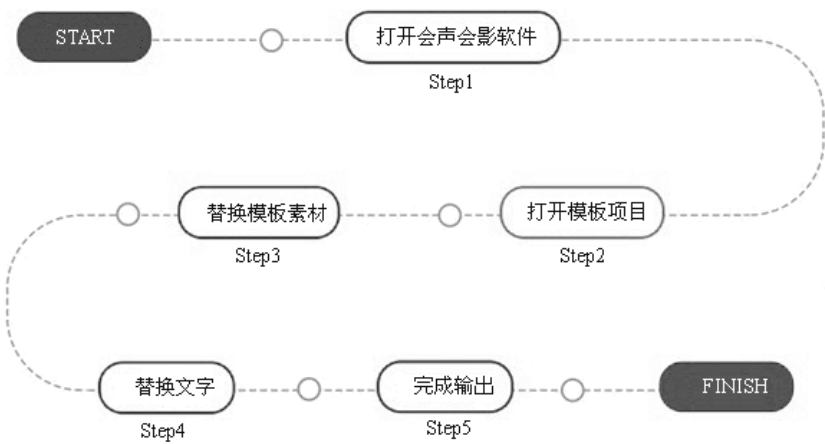 START
打开会声会影软件
Step1
打开模板项目
Step2
替换模板素材
Step3
替换文字
Step4
完成输出
Step5
FINISH